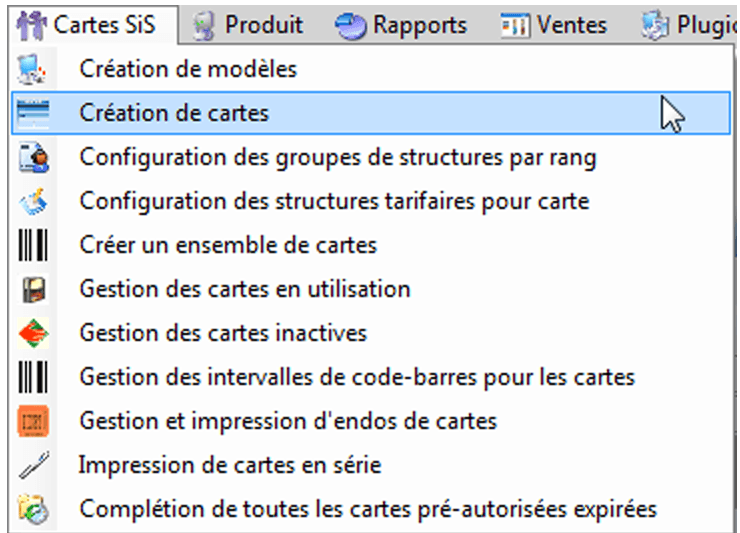 Cartes SiS Produit Rapports Ventes
Création de modèles
Création de cartes
Configuration des groupes de structures par rang
Configuration des structures tarifaires pour carte
Créer un ensemble de cartes
Gestion des cartes en utilisation
Gestion des cartes inactives
Gestion des intervalles de code-barres pour les cartes
Gestion et impression d'endos de cartes
Impression de cartes en série
Complétion de toutes les cartes pré-autorisées expirées